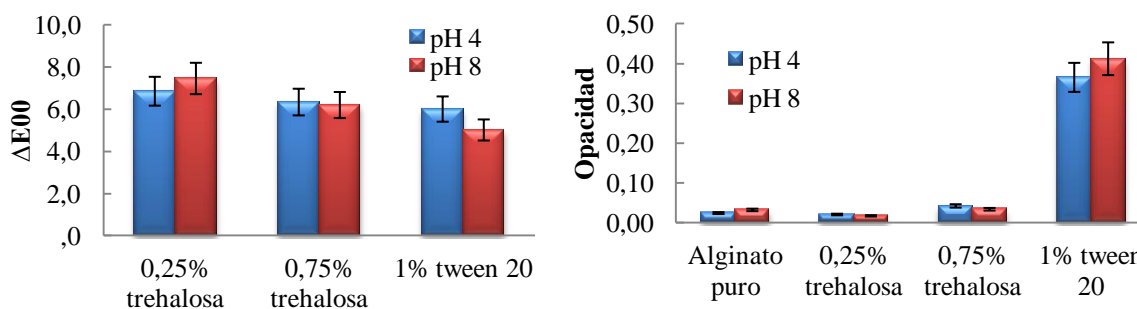 10,0
8,0
6,0
4,0
2,0
,0
ΔE00
pH 4
pH 8
0,25%
trehalosa
0,75%
trehalosa
1% tween 20
0,50
0,40
0,30
0,20
0,10
0,00
Opacidad
pH 4
pH 8
Alginato
puro
0,25%
trehalosa
0,75%
trehalosa
1% tween
20